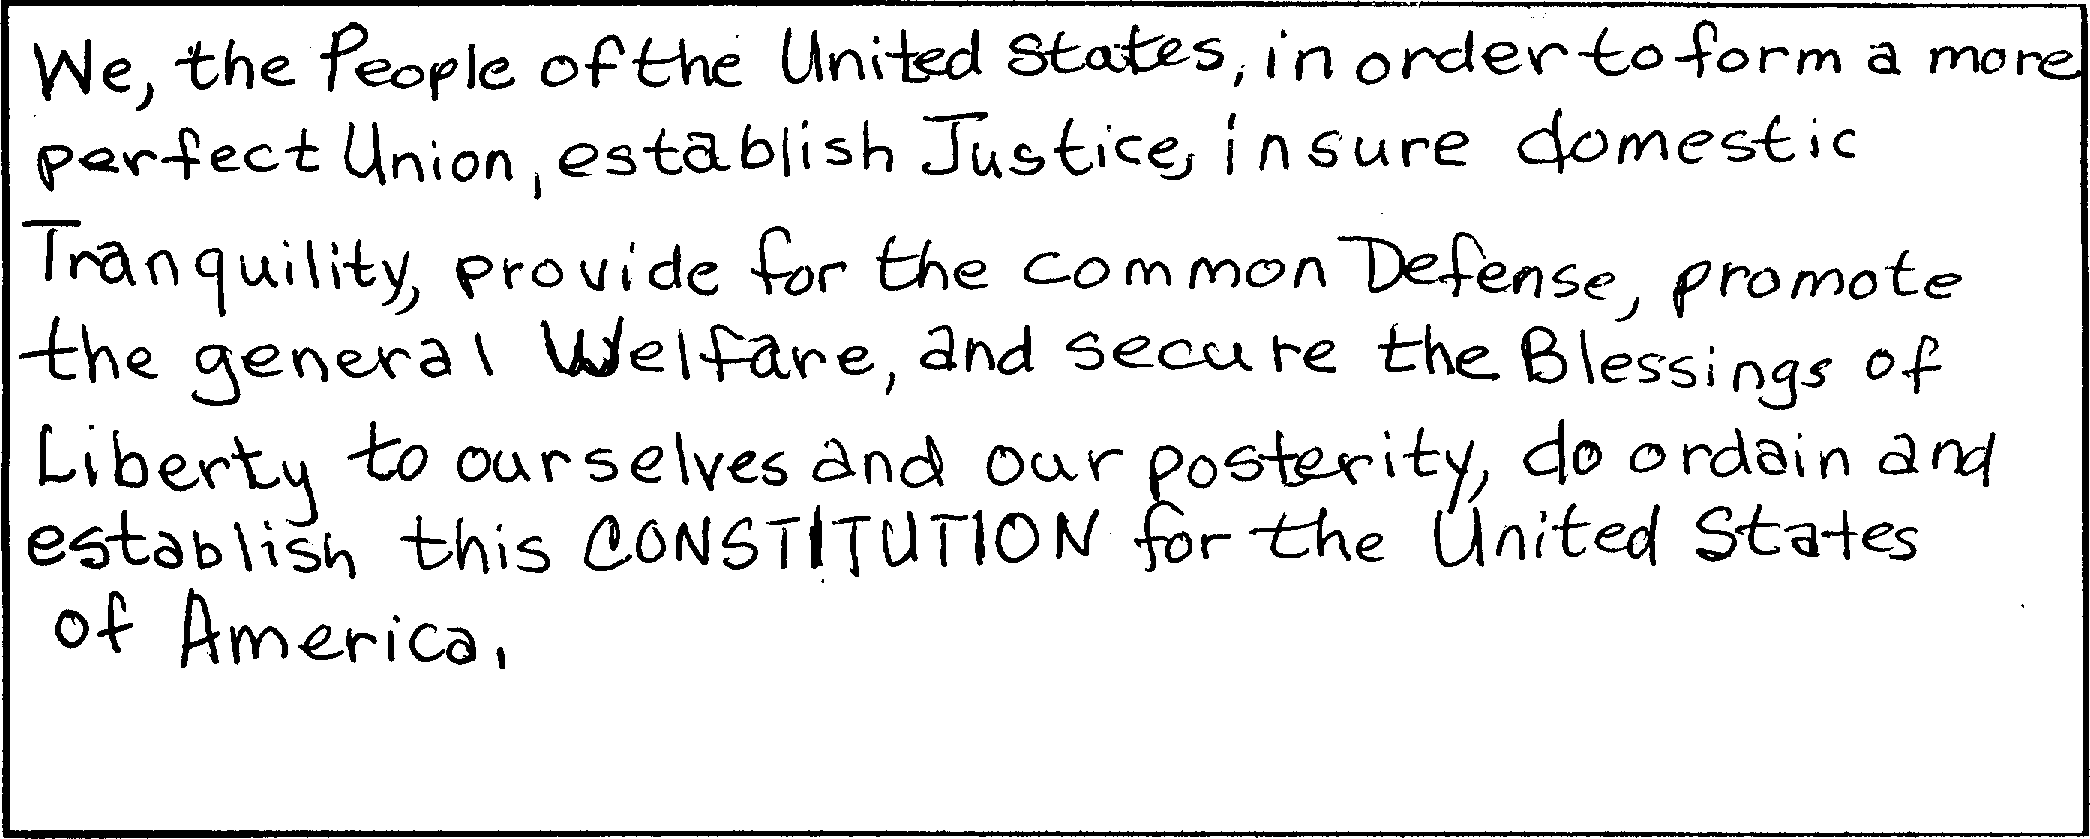 We, the People of the United States, in order to form a more
perfect Union, establish Justice, insure domestic
Tranquility, provide for the common Defense, promote
the general Welfare, and secure the Blessings of
Liberty to ourselves and our posterity, do ordain and
establish this CONSTITUTION for the United States
of America.